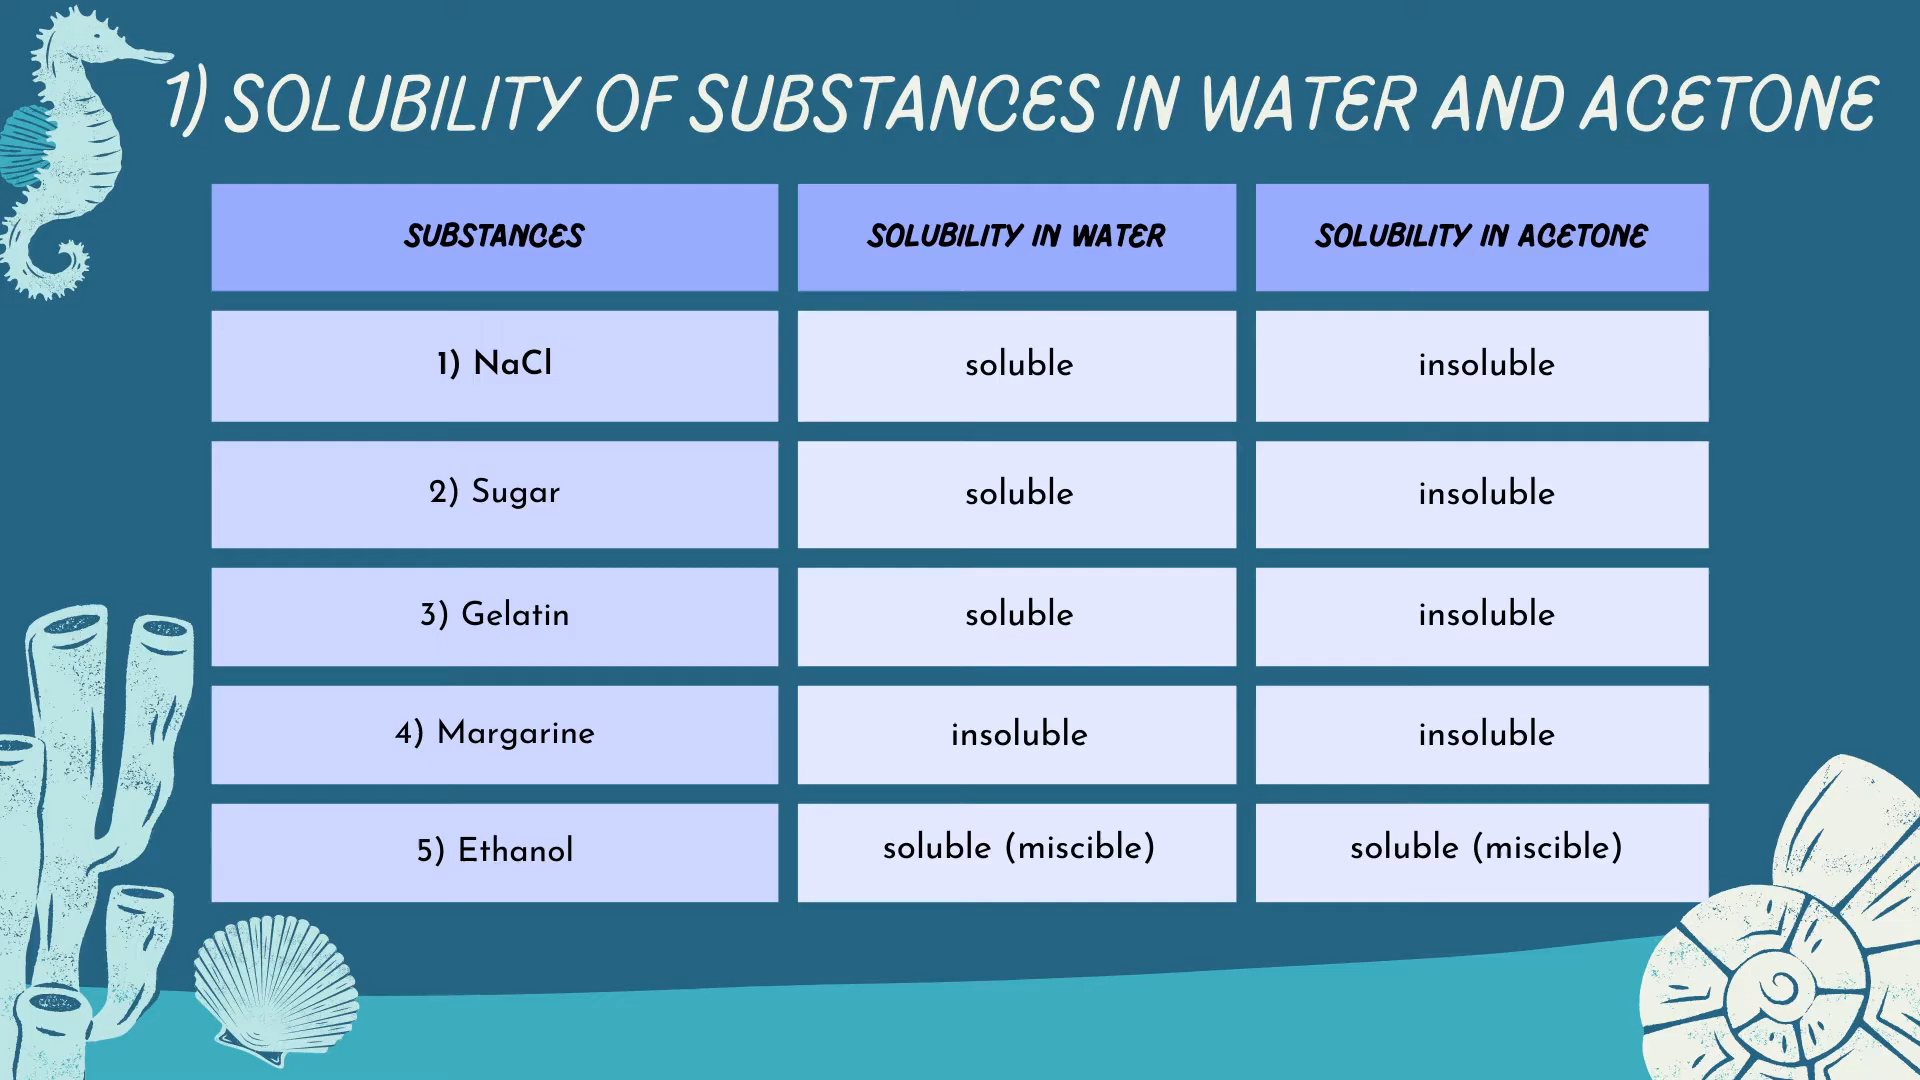 1) SOLUBILITY OF SUBSTANCES IN WATER AND ACETONE
SUBSTANCES SOLUBILITY IN WATER SOLUBILITY IN ACETONE
1) NaCl soluble insoluble
2) Sugar soluble insoluble
3) Gelatin soluble insoluble
4) Margarine insoluble insoluble
5) Ethanol soluble (miscible) soluble (miscible)